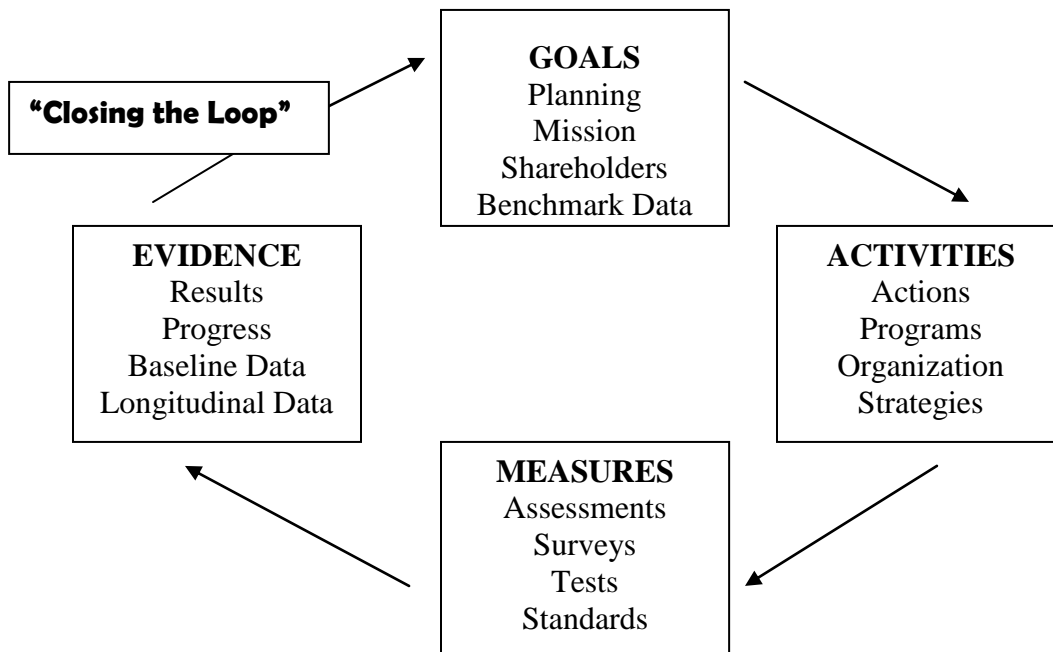 GOALS
Planning
Mission
Shareholders
Benchmark Data
“Closing the Loop”
EVIDENCE
Results
Progress
Baseline Data
Longitudinal Data
ACTIVITIES
Actions
Programs
Organization
Strategies
MEASURES
Assessments
Surveys
Tests
Standards